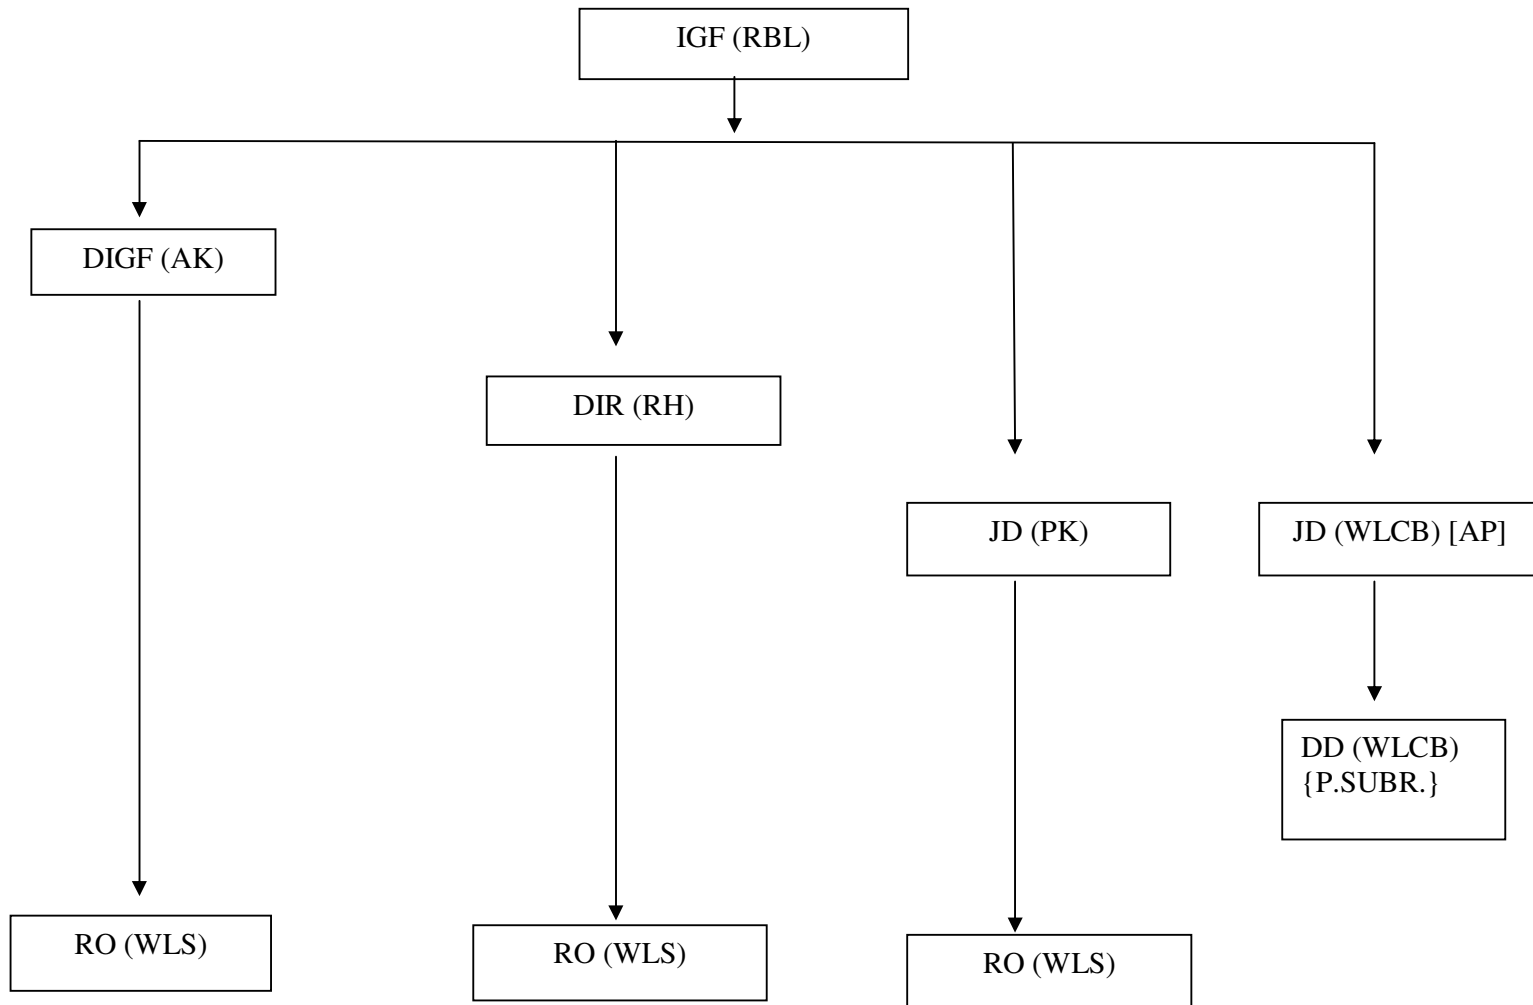 IGF (RBL)
DIGF (AK)
DIR (RH)
JD (PK)
JD (WLCB) [AP]
DD (WLCB)
{P.SUBR.}
RO (WLS)
RO (WLS)
RO (WLS)